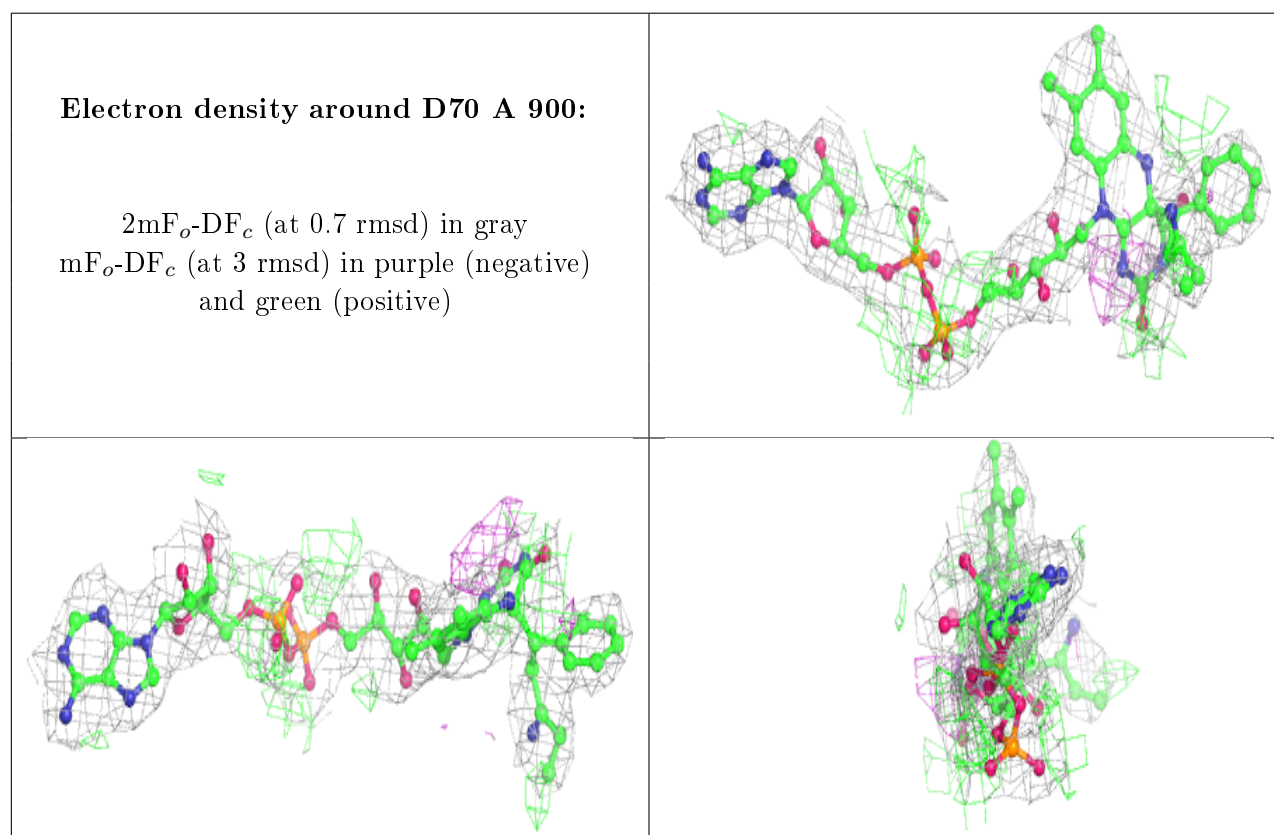 Electron density around D70 A 900:
2mFₒ-DF𝒸 (at 0.7 rmsd) in gray
mFₒ-DF𝒸 (at 3 rmsd) in purple (negative)
and green (positive)